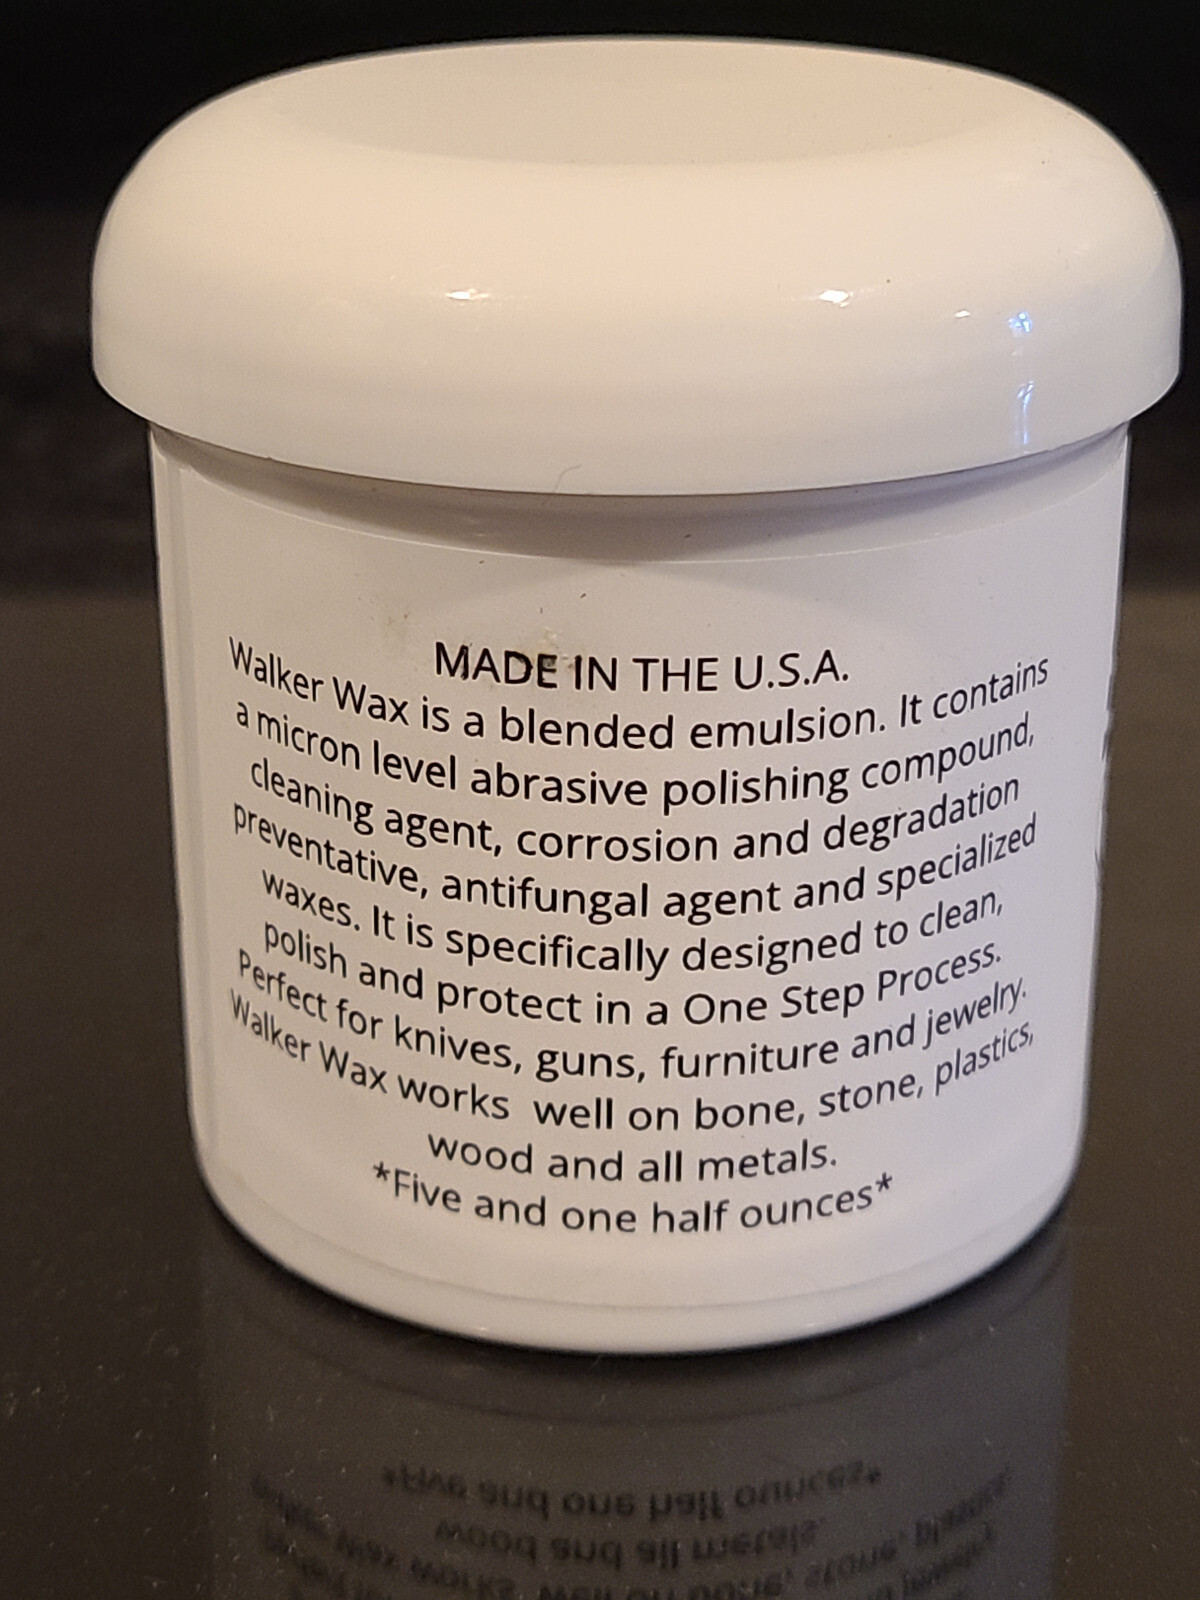 MADE IN THE U.S.A.
Walker Wax is a blended emulsion. It contains
a micron level abrasive polishing compound,
cleaning agent, corrosion and degradation
preventative, antifungal agent and specialized
waxes. It is specifically designed to clean,
polish and protect in a One Step Process.
Perfect for knives, guns, furniture and jewelry.
Walker Wax works well on bone, stone, plastics,
wood and all metals.
*Five and one half ounces*